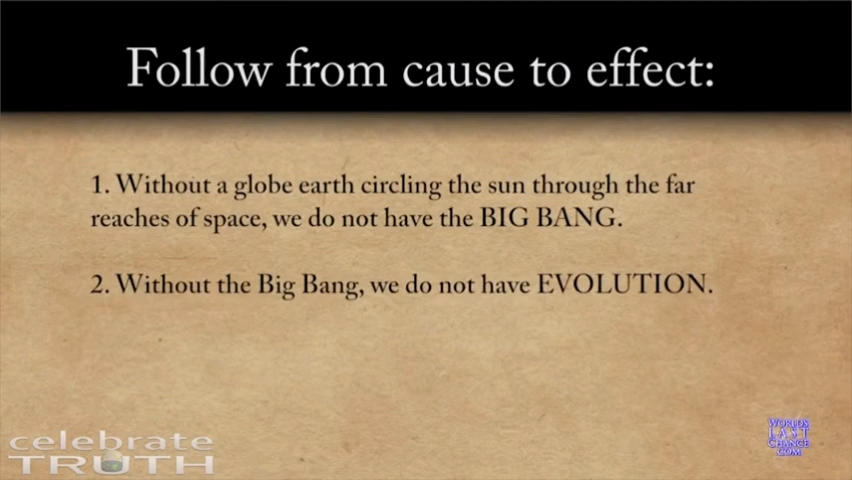 Follow from cause to effect:
1. Without a globe earth circling the sun through the far
reaches of space, we do not have the BIG BANG.
2. Without the Big Bang, we do not have EVOLUTION.
celebrate
TRUTH
WORLDS
LAST
CHANCE
.COM